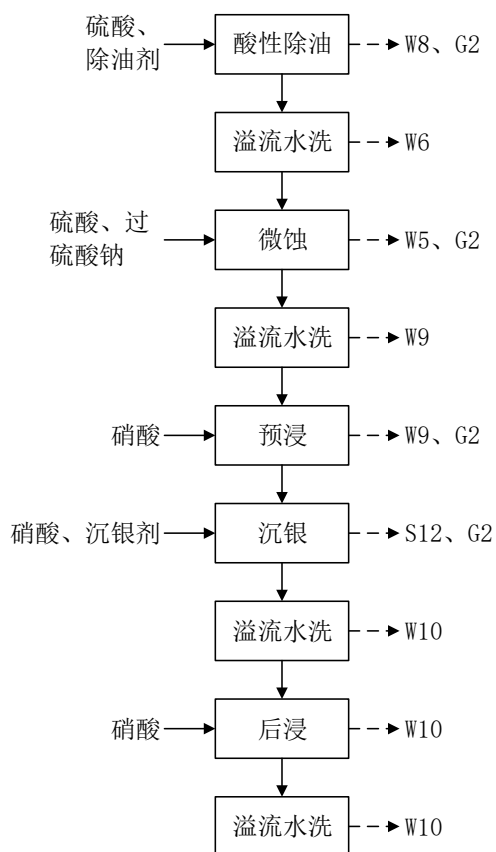 硫酸、
除油剂
酸性除油
W8、G2
溢流水洗
W6
硫酸、过
硫酸钠
微蚀
W5、G2
溢流水洗
W9
硝酸
预浸
W9、G2
硝酸、沉银剂
沉银
S12、G2
溢流水洗
W10
硝酸
后浸
W10
溢流水洗
W10